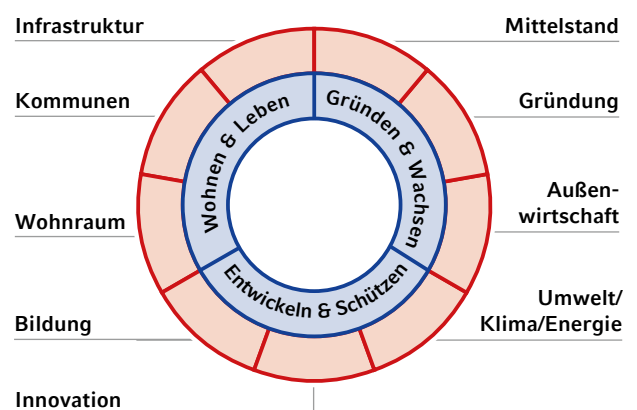 Infrastruktur
Mittelstand
Kommunen
Gründung
Wohnen & Leben
Gründen & Wachsen
Außen-
wirtschaft
Wohnraum
Entwickeln & Schützen
Umwelt/
Klima/Energie
Bildung
Innovation